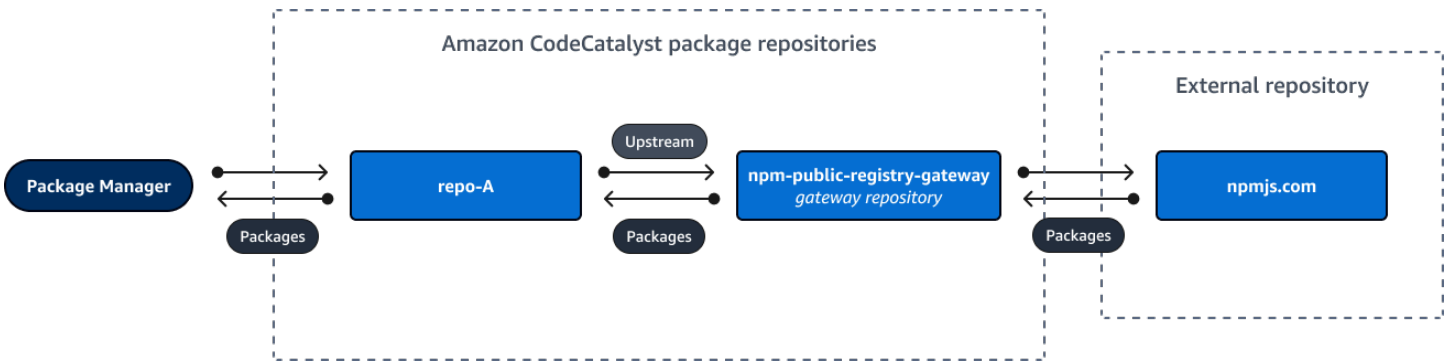 Amazon CodeCatalyst package repositories
External repository
Upstream
Package Manager
repo-A
npm-public-registry-gateway
gateway repository
npmjs.com
Packages
Packages
Packages